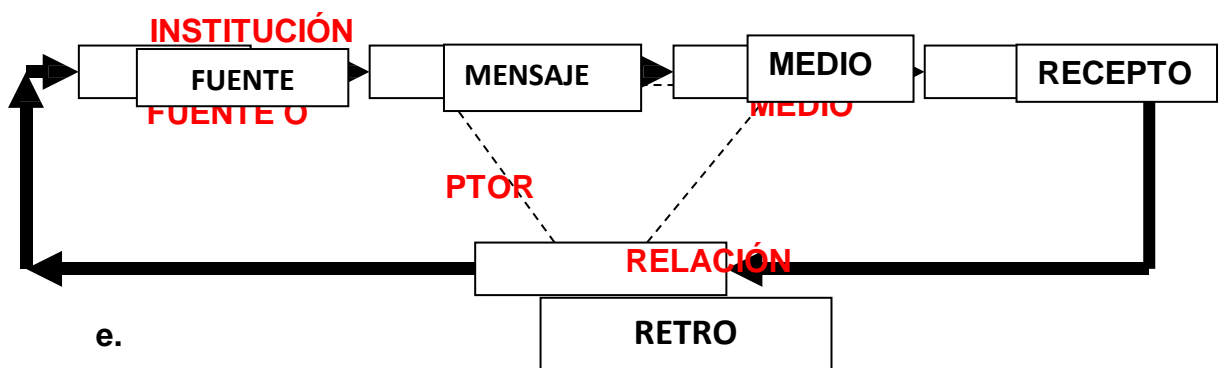 INSTITUCIÓN
FUENTE
MENSAJE
MEDIO
RECEPTO
FUENTE O
MEDIO
PTOR
RELACIÓN
RETRO
e.